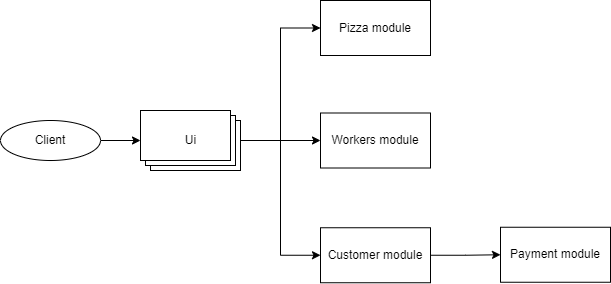 Pizza module
Client
Ui
Workers module
Customer module
Payment module